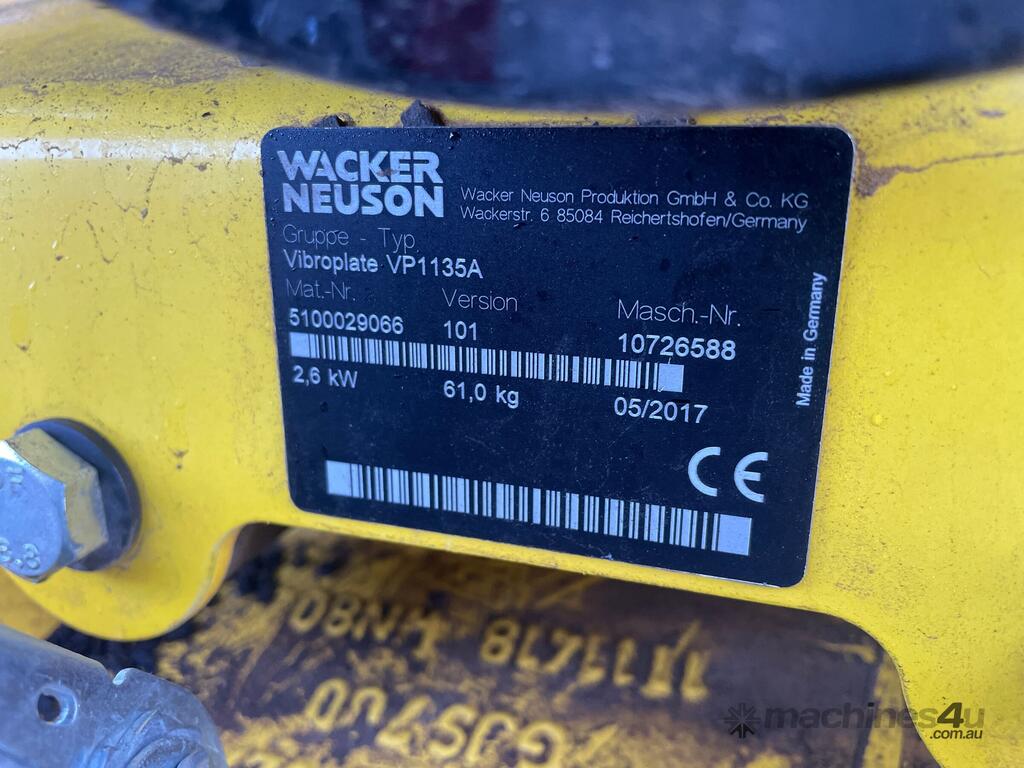 WACKER
NEUSON
Wacker Neuson Produktion GmbH & Co. KG
Wackerstr. 6 85084 Reichertshofen/Germany
Gruppe - Typ.
Vibroplate VP1135A
Mat.-Nr. Version Masch.-Nr.
5100029066 101 10726588
2,6 kW 61,0 kg 05/2017
Made in Germany
CE
8.8
machines4u
.com.au